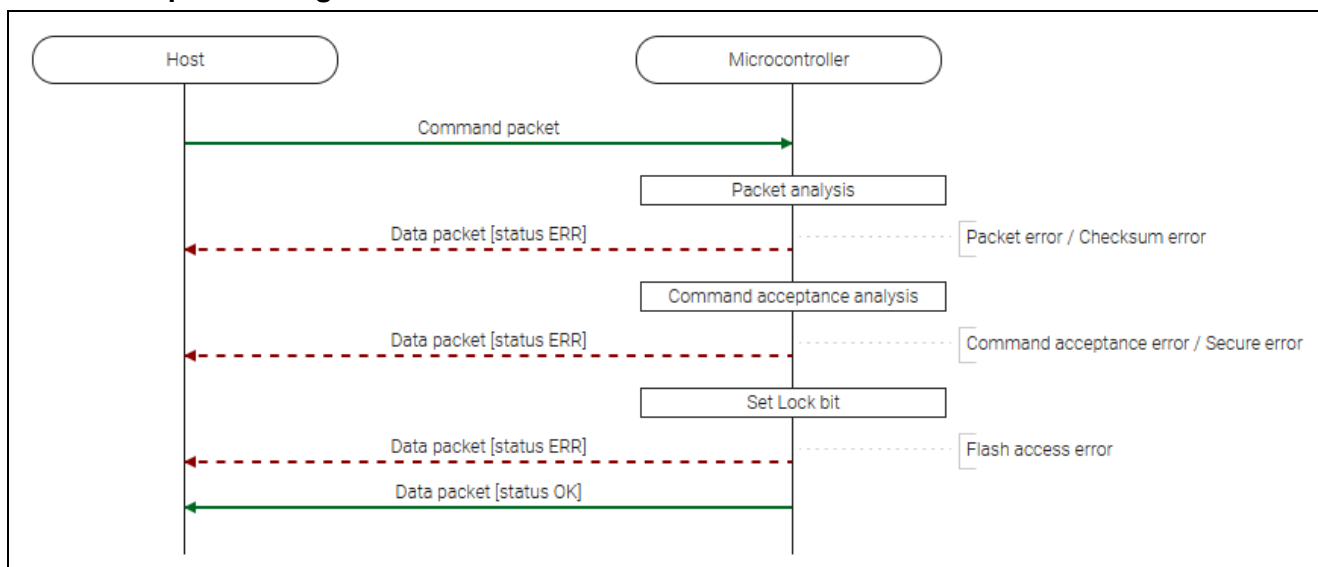 Host
Microcontroller
Command packet
Packet analysis
Data packet [status ERR]
Packet error / Checksum error
Command acceptance analysis
Data packet [status ERR]
Command acceptance error / Secure error
Set Lock bit
Data packet [status ERR]
Flash access error
Data packet [status OK]